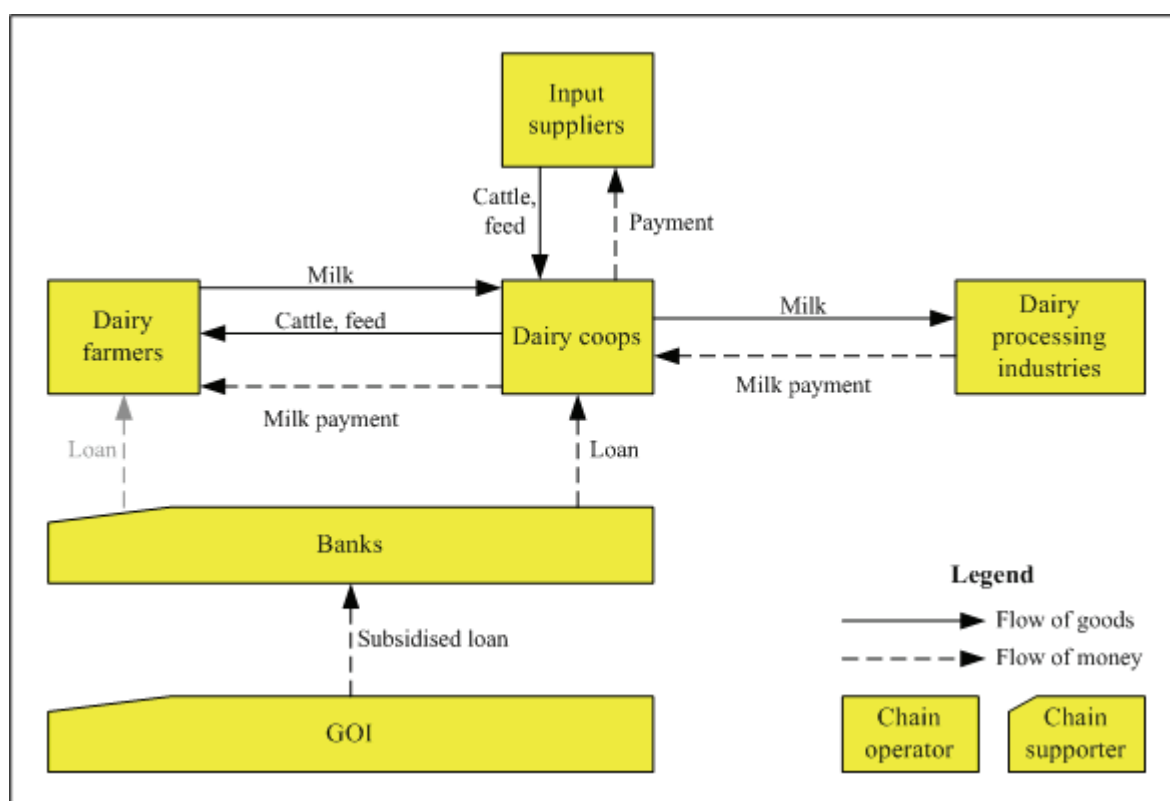 Input
suppliers
Cattle,
feed
Payment
Milk
Dairy
farmers
Cattle, feed
Dairy coops
Milk
Dairy
processing
industries
Milk payment
Milk payment
Loan
Loan
Banks
Legend
Flow of goods
Subsidised loan
Flow of money
GOI
Chain
operator
Chain
supporter